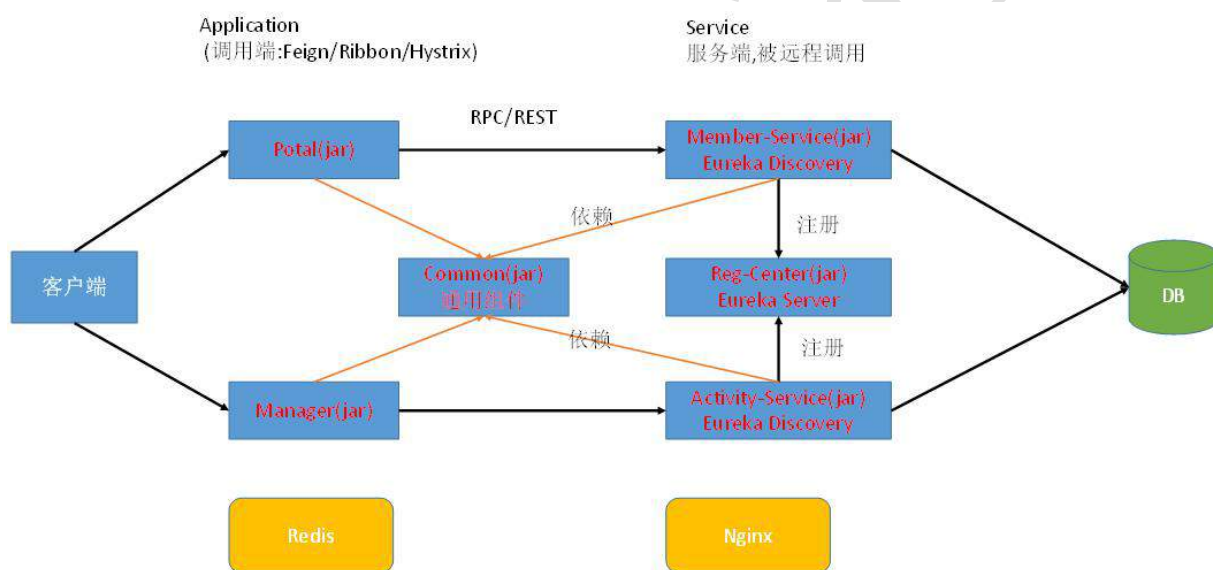 Application
(调用端:Feign/Ribbon/Hystrix)
Service
服务端,被远程调用
RPC/REST
Potal(jar)
Member-Service(jar)
Eureka Discovery
依赖
注册
客户端
Common(jar)
通用组件
Reg-Center(jar)
Eureka Server
DB
依赖
注册
Manager(jar)
Activity-Service(jar)
Eureka Discovery
Redis
Nginx